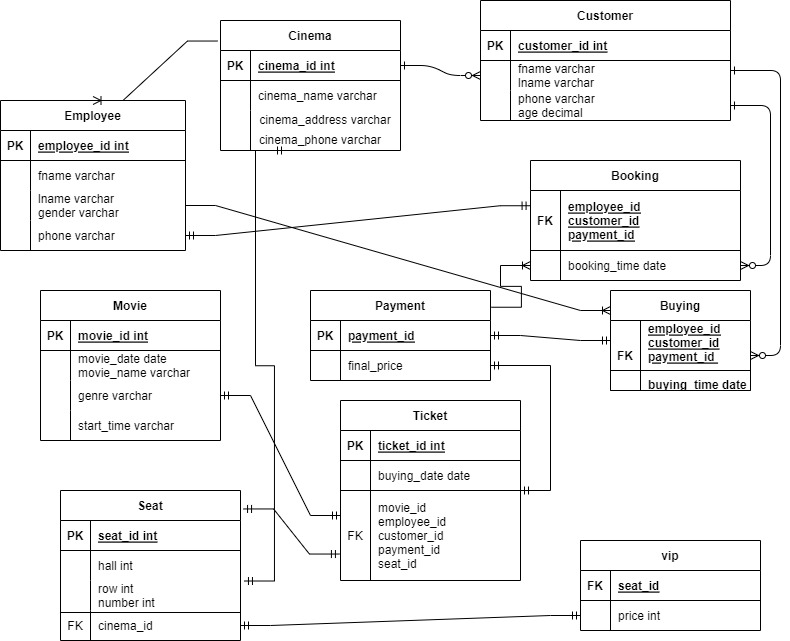 Customer
PK customer_id int
fname varchar
lname varchar
phone varchar
age decimal
Cinema
PK cinema_id int
cinema_name varchar
cinema_address varchar
cinema_phone varchar
Employee
PK employee_id int
fname varchar
lname varchar
gender varchar
phone varchar
Booking
FK employee_id
customer_id
payment_id
booking_time date
Movie
PK movie_id int
movie_date date
movie_name varchar
genre varchar
start_time varchar
Payment
PK payment_id
final_price
Buying
FK employee_id
customer_id
payment_id
buying_time date
Ticket
PK ticket_id int
buying_date date
FK movie_id
employee_id
customer_id
payment_id
seat_id
Seat
PK seat_id int
hall int
row int
number int
FK cinema_id
vip
FK seat_id
price int